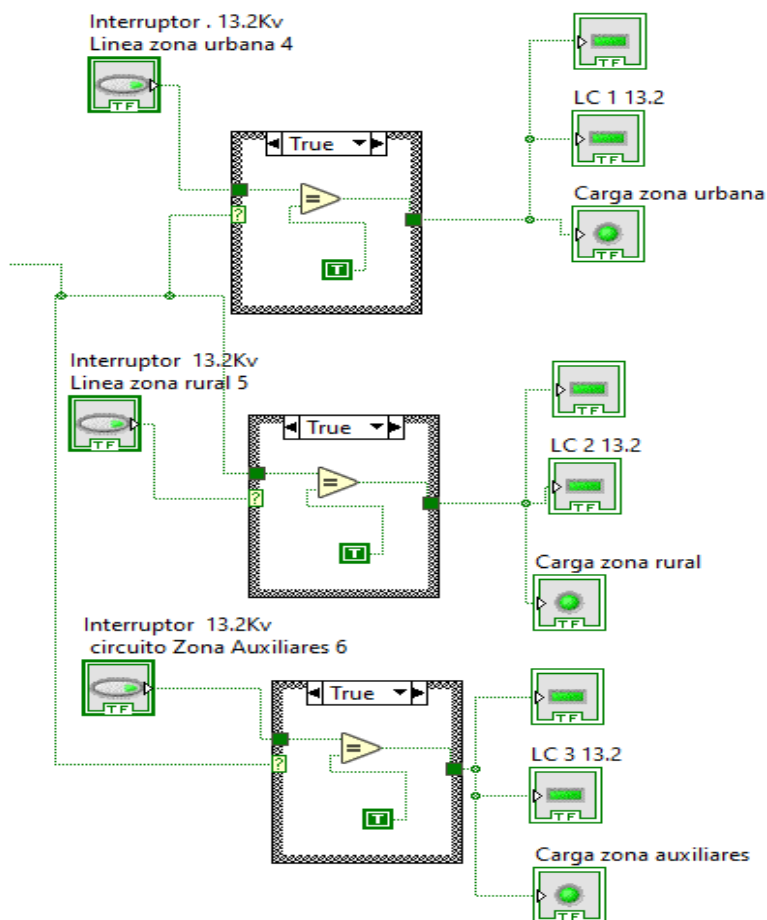 Interruptor . 13.2Kv
Linea zona urbana 4
TF
TF
LC 1 13.2
TF
True
Carga zona urbana
TF
?
=
T
Interruptor 13.2Kv
Linea zona rural 5
TF
TF
True
LC 2 13.2
TF
=
?
T
Carga zona rural
TF
Interruptor 13.2Kv
circuito Zona Auxiliares 6
TF
True
TF
=
LC 3 13.2
?
TF
T
Carga zona auxiliares
TF